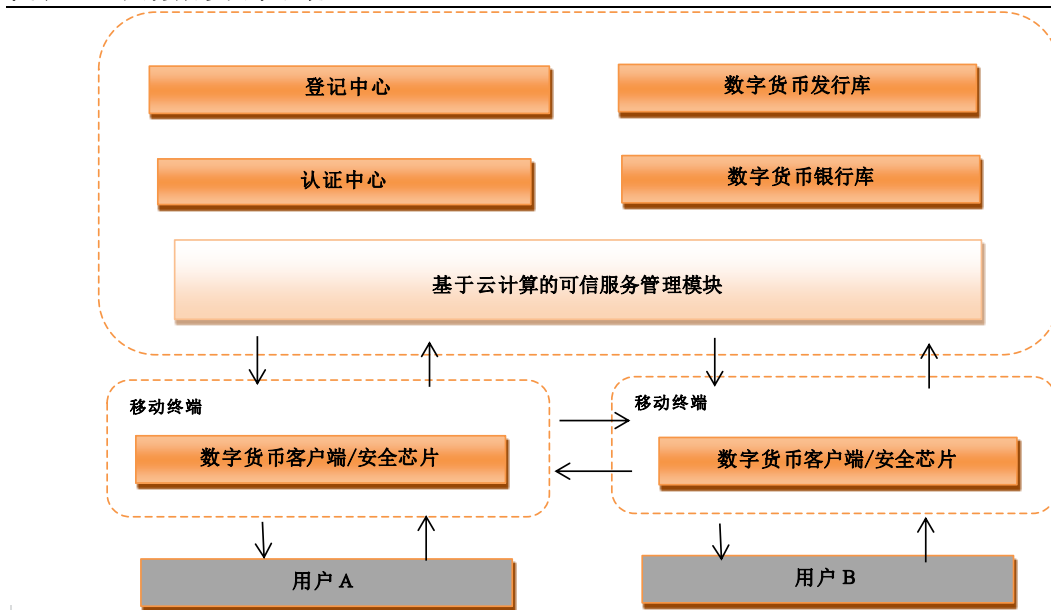 登记中心
数字货币发行库
认证中心
数字货币银行库
基于云计算的可信服务管理模块
移动终端
移动终端
数字货币客户端/安全芯片
数字货币客户端/安全芯片
用户 A
用户 B